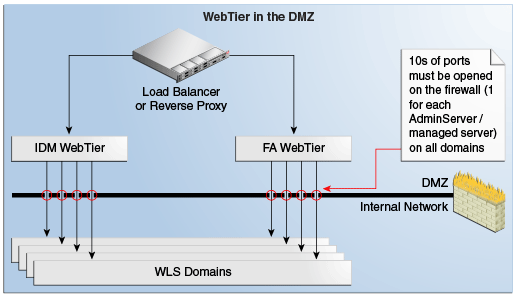 WebTier in the DMZ
Load Balancer
or Reverse Proxy
10s of ports
must be opened
on the firewall (1
for each
AdminServer /
managed server)
on all domains
IDM WebTier
FA WebTier
DMZ
Internal Network
WLS Domains